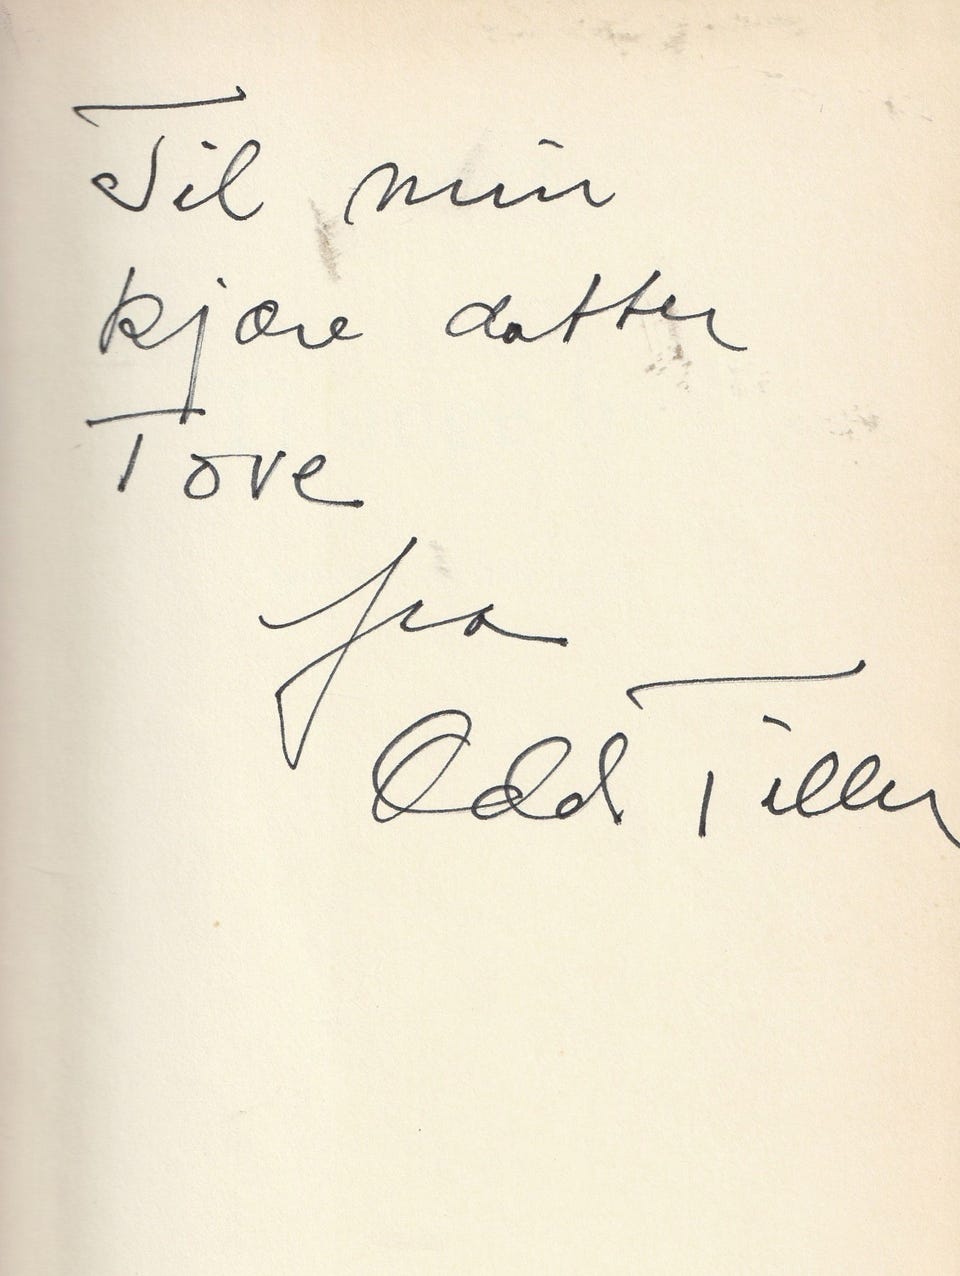 Til min
kjære datter
Tove
fra
Odd Tiller